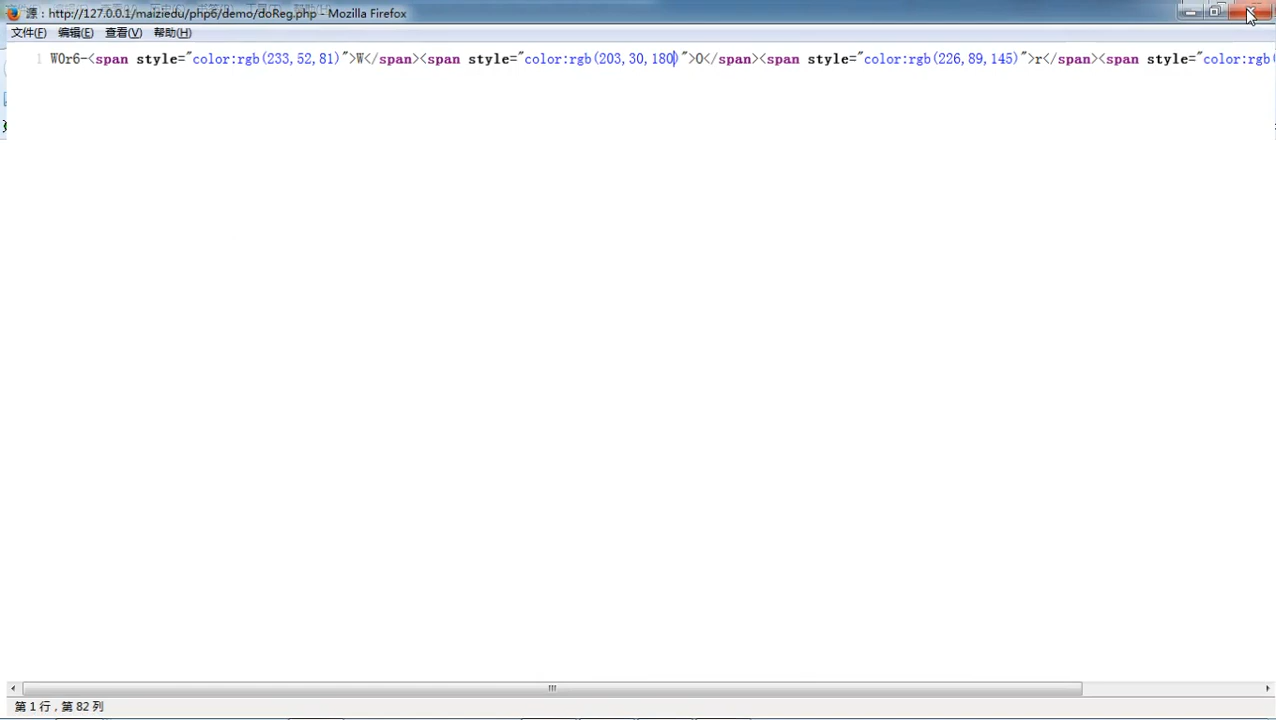 源：http://127.0.0.1/maiziedu/php6/demo/doReg.php - Mozilla Firefox
文件(F) 编辑(E) 查看(V) 帮助(H)
1 W0r6-<span style="color:rgb(233,52,81)">W</span><span style="color:rgb(203,30,180)">0</span><span style="color:rgb(226,89,145)">r</span><span style="color:rgb(
第 1 行，第 82 列